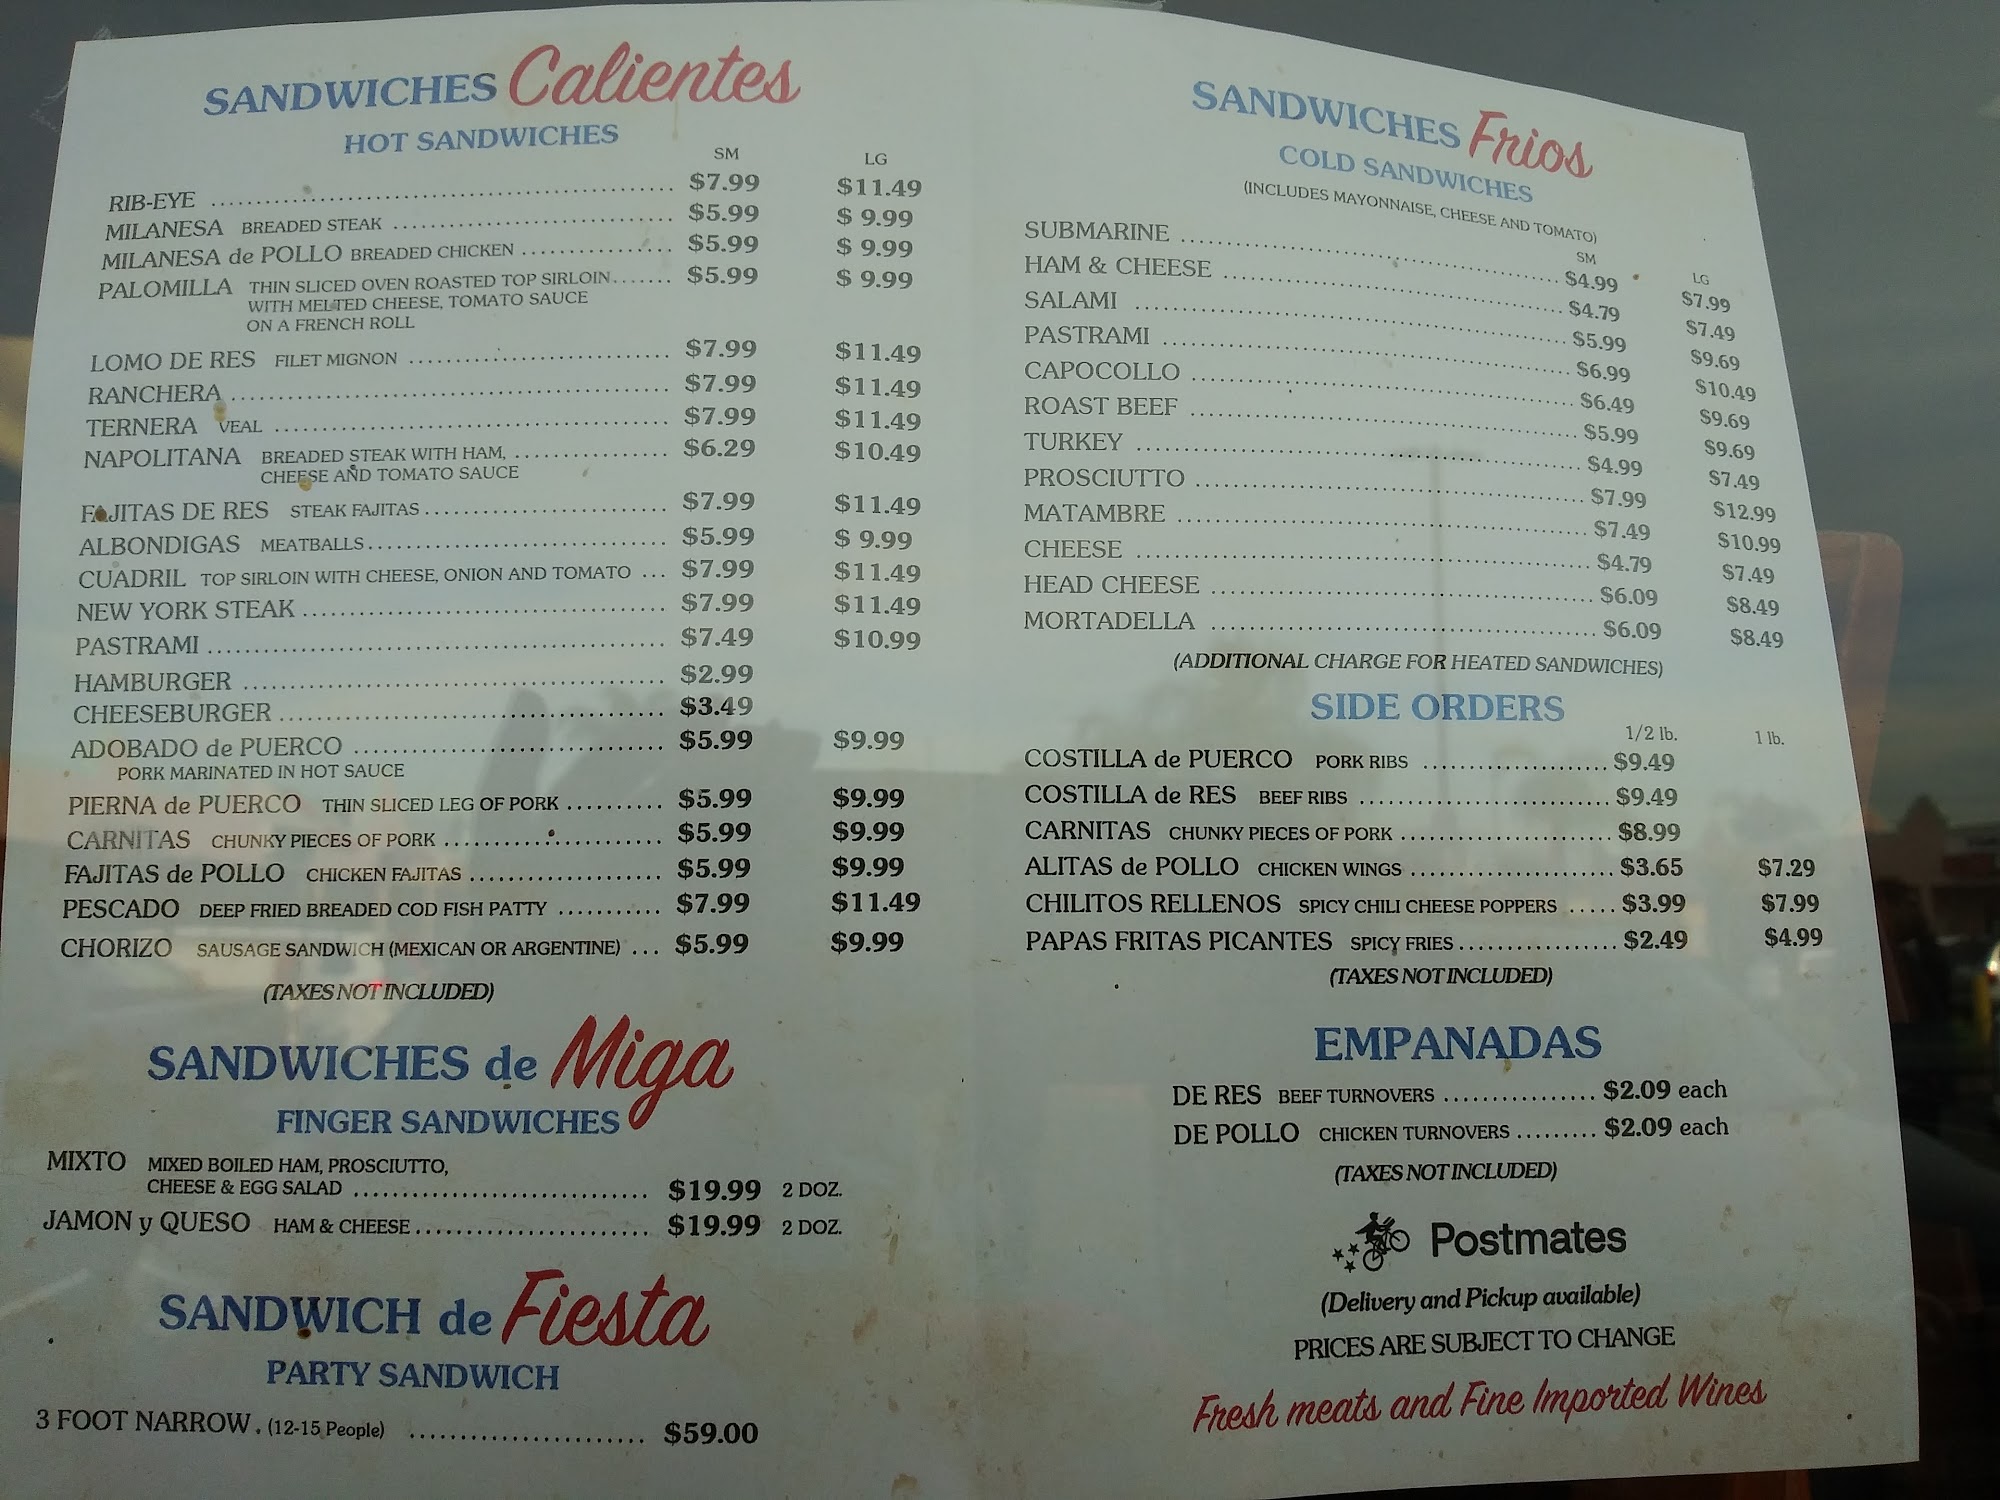 SANDWICHES Calientes
HOT SANDWICHES
SM LG
RIB-EYE ........ $7.99 $11.49
MILANESA BREADED STEAK ........ $5.99 $ 9.99
MILANESA de POLLO BREADED CHICKEN ........ $5.99 $ 9.99
PALOMILLA THIN SLICED OVEN ROASTED TOP SIRLOIN ........ $5.99 $ 9.99
WITH MELTED CHEESE, TOMATO SAUCE
ON A FRENCH ROLL
LOMO DE RES FILET MIGNON ........ $7.99 $11.49
RANCHERA ........ $7.99 $11.49
TERNERA VEAL ........ $7.99 $11.49
NAPOLITANA BREADED STEAK WITH HAM, ........ $6.29 $10.49
CHEESE AND TOMATO SAUCE
FAJITAS DE RES STEAK FAJITAS ........ $7.99 $11.49
ALBONDIGAS MEATBALLS ........ $5.99 $ 9.99
CUADRIL TOP SIRLOIN WITH CHEESE, ONION AND TOMATO ... $7.99 $11.49
NEW YORK STEAK ........ $7.99 $11.49
PASTRAMI ........ $7.49 $10.99
HAMBURGER ........ $2.99
CHEESEBURGER ........ $3.49
ADOBADO de PUERCO ........ $5.99 $9.99
PORK MARINATED IN HOT SAUCE
PIERNA de PUERCO THIN SLICED LEG OF PORK ........ $5.99 $9.99
CARNITAS CHUNKY PIECES OF PORK ........ $5.99 $9.99
FAJITAS de POLLO CHICKEN FAJITAS ........ $5.99 $9.99
PESCADO DEEP FRIED BREADED COD FISH PATTY ........ $7.99 $11.49
CHORIZO SAUSAGE SANDWICH (MEXICAN OR ARGENTINE) ... $5.99 $9.99
(TAXES NOT INCLUDED)
SANDWICHES de Miga
FINGER SANDWICHES
MIXTO MIXED BOILED HAM, PROSCIUTTO,
CHEESE & EGG SALAD ........ $19.99 2 DOZ.
JAMON y QUESO HAM & CHEESE ........ $19.99 2 DOZ.
SANDWICH de Fiesta
PARTY SANDWICH
3 FOOT NARROW. (12-15 People) ........ $59.00
SANDWICHES Frios
COLD SANDWICHES
(INCLUDES MAYONNAISE, CHEESE AND TOMATO)
SM LG
SUBMARINE ........ $4.99 $7.99
HAM & CHEESE ........ $4.79 $7.49
SALAMI ........ $5.99 $9.69
PASTRAMI ........ $6.99 $10.49
CAPOCOLLO ........ $6.49 $9.69
ROAST BEEF ........ $5.99 $9.69
TURKEY ........ $4.99 $7.49
PROSCIUTTO ........ $7.99 $12.99
MATAMBRE ........ $7.49 $10.99
CHEESE ........ $4.79 $7.49
HEAD CHEESE ........ $6.09 $8.49
MORTADELLA ........ $6.09 $8.49
(ADDITIONAL CHARGE FOR HEATED SANDWICHES)
SIDE ORDERS
1/2 lb. 1 lb.
COSTILLA de PUERCO PORK RIBS ........ $9.49
COSTILLA de RES BEEF RIBS ........ $9.49
CARNITAS CHUNKY PIECES OF PORK ........ $8.99
ALITAS de POLLO CHICKEN WINGS ........ $3.65 $7.29
CHILITOS RELLENOS SPICY CHILI CHEESE POPPERS ..... $3.99 $7.99
PAPAS FRITAS PICANTES SPICY FRIES ........ $2.49 $4.99
(TAXES NOT INCLUDED)
EMPANADAS
DE RES BEEF TURNOVERS ........ $2.09 each
DE POLLO CHICKEN TURNOVERS ........ $2.09 each
(TAXES NOT INCLUDED)
Postmates
(Delivery and Pickup available)
PRICES ARE SUBJECT TO CHANGE
Fresh meats and Fine Imported Wines